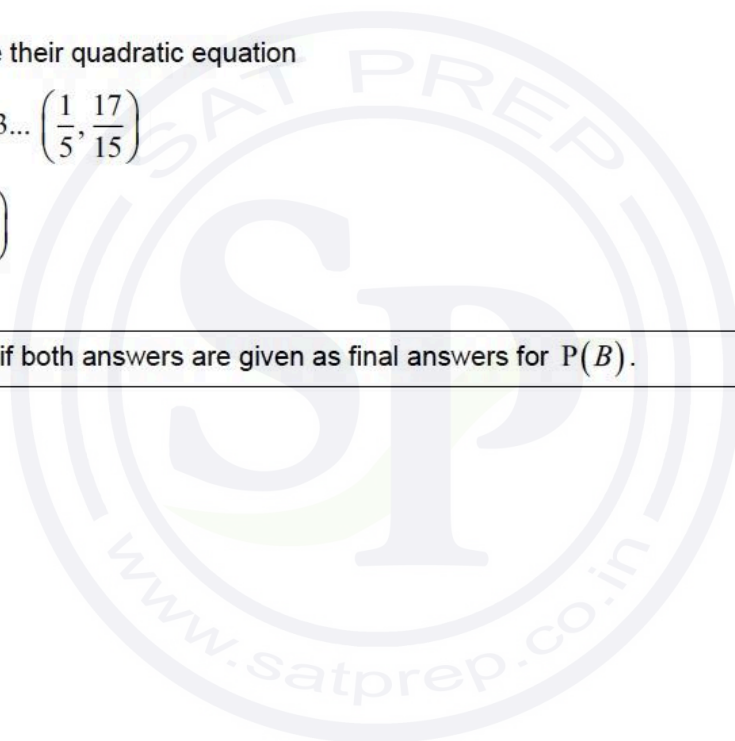 their quadratic equation
3... (1/5, 17/15)
)
if both answers are given as final answers for P(B).
SAT PREP
SP
www.satprep.co.in